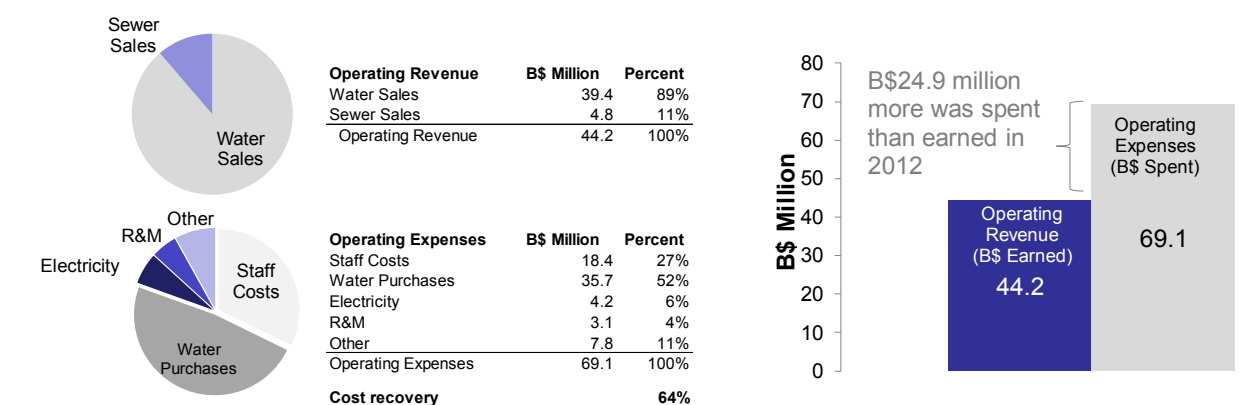 Sewer
Sales
Water
Sales
Operating Revenue B$ Million Percent
Water Sales 39.4 89%
Sewer Sales 4.8 11%
Operating Revenue 44.2 100%
Other
R&M
Electricity
Staff
Costs
Water
Purchases
Operating Expenses B$ Million Percent
Staff Costs 18.4 27%
Water Purchases 35.7 52%
Electricity 4.2 6%
R&M 3.1 4%
Other 7.8 11%
Operating Expenses 69.1 100%
Cost recovery 64%
B$ Million
80
70
60
50
40
30
20
10
0
B$24.9 million
more was spent
than earned in
2012
Operating
Revenue
(B$ Earned)
44.2
Operating
Expenses
(B$ Spent)
69.1